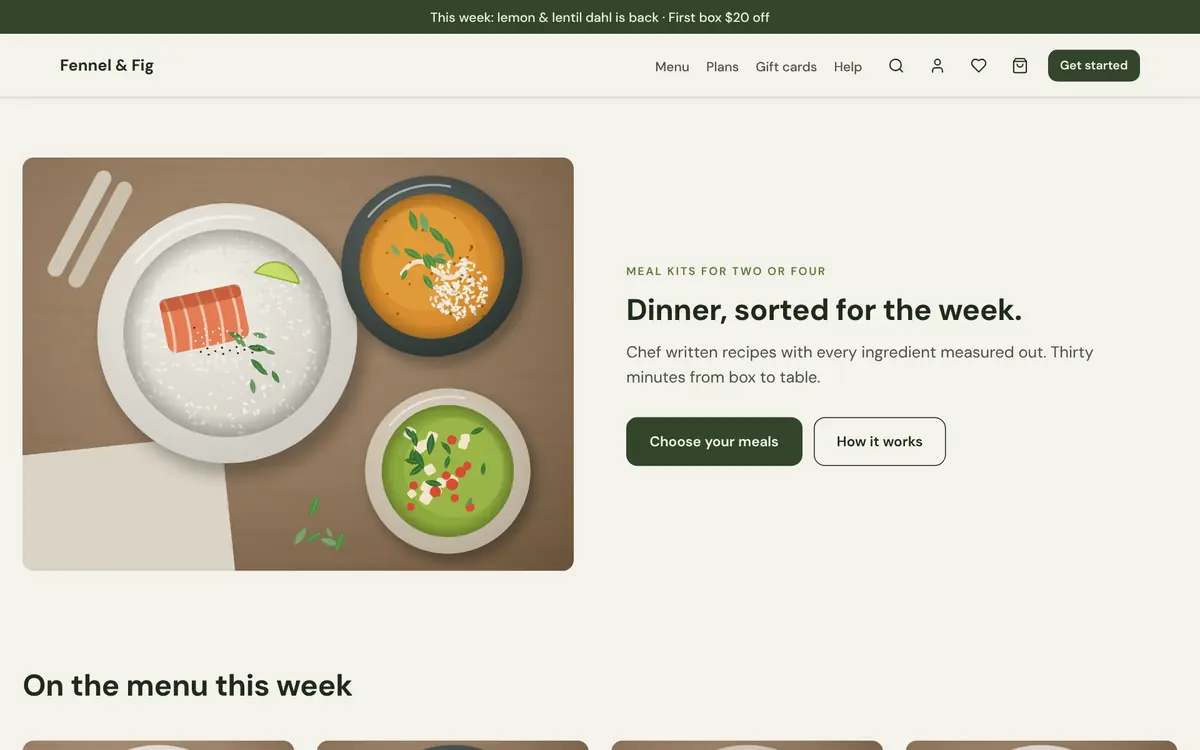 This week: lemon & lentil dahl is back · First box $20 off
Fennel & Fig
Menu
Plans
Gift cards
Help
Get started
MEAL KITS FOR TWO OR FOUR
Dinner, sorted for the week.
Chef written recipes with every ingredient measured out. Thirty
minutes from box to table.
Choose your meals
How it works
On the menu this week